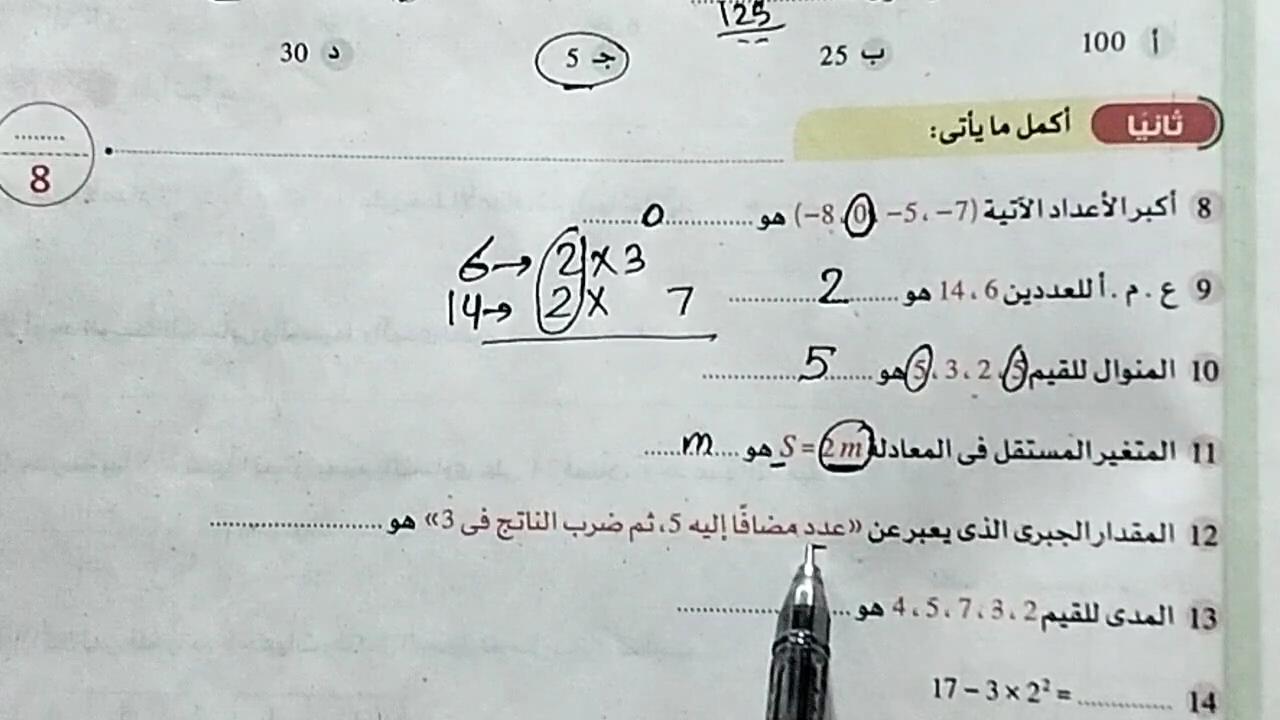 125
أ 100 ب 25 جـ 5 د 30
ثانيًا أكمل ما يأتى:
........
8
8 أكبر الأعداد الآتية (−7 ، −5 ، 0 ، −8) هو ............0............
6 → 2 × 3
14 → 2 × 7
9 ع . م . أ للعددين 6 ، 14 هو ............2............
10 المنوال للقيم 5 ، 2 ، 3 ، 5 هو ............5............
11 المتغير المستقل فى المعادلة S = 2m هو ......m......
12 المقدار الجبرى الذى يعبر عن «عدد مضافًا إليه 5، ثم ضرب الناتج فى 3» هو ........................
13 المدى للقيم 2 ، 3 ، 7 ، 5 ، 4 هو ........................
14 17 − 3 × 2² = ............